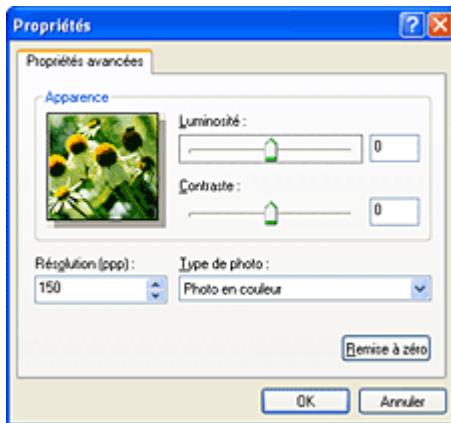 Propriétés
Propriétés avancées
Apparence
Luminosité :
0
Contraste :
0
Résolution (ppp) :
150
Type de photo :
Photo en couleur
Remise à zéro
OK
Annuler